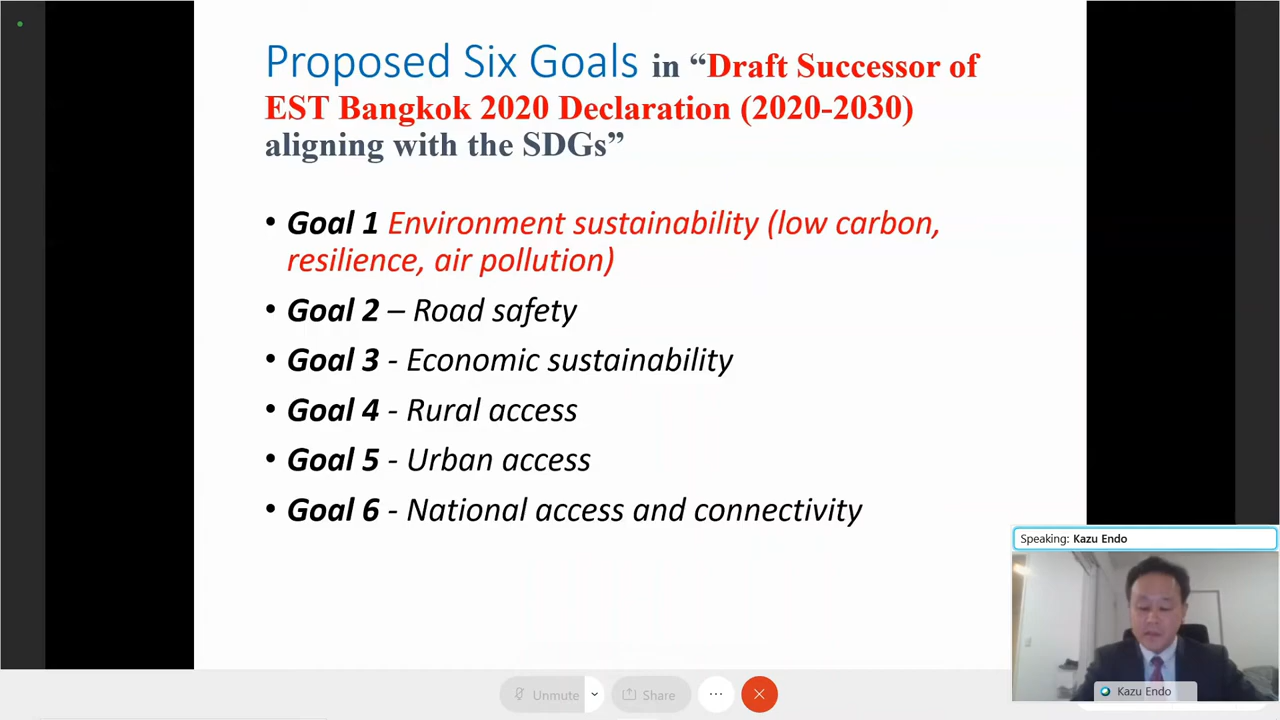 Proposed Six Goals in “Draft Successor of
EST Bangkok 2020 Declaration (2020-2030)
aligning with the SDGs”
• Goal 1 Environment sustainability (low carbon,
resilience, air pollution)
• Goal 2 – Road safety
• Goal 3 - Economic sustainability
• Goal 4 - Rural access
• Goal 5 - Urban access
• Goal 6 - National access and connectivity
Speaking: Kazu Endo
Kazu Endo
Unmute
Share